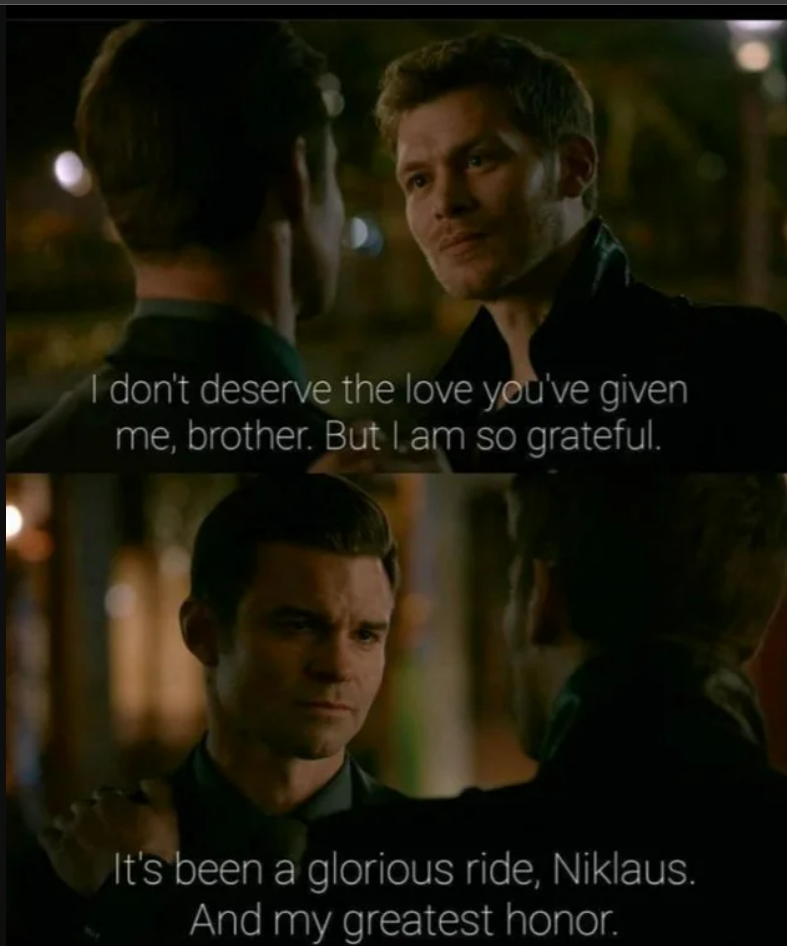 I don't deserve the love you've given
me, brother. But I am so grateful.
It's been a glorious ride, Niklaus.
And my greatest honor.